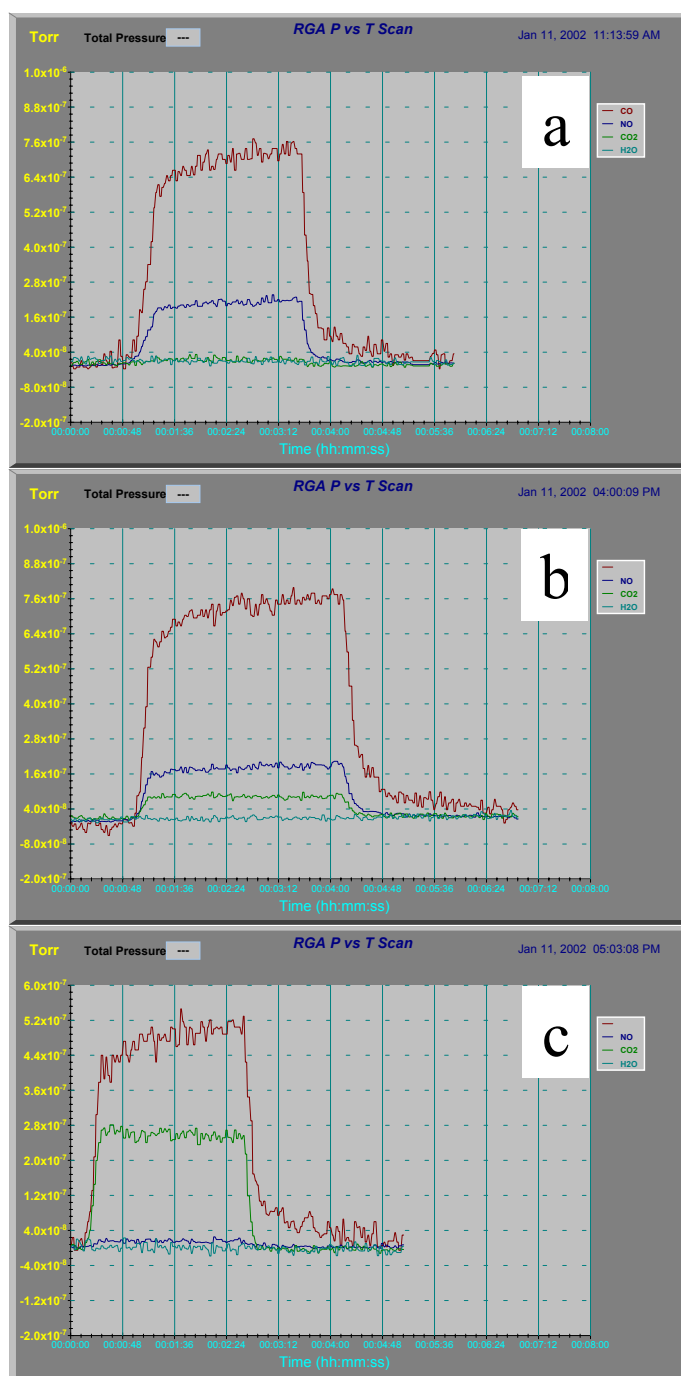 RGA P vs T Scan
Torr Total Pressure --- Jan 11, 2002 11:13:59 AM
1.0x10-6
a
CO
NO
CO2
H2O
8.8x10-7
7.6x10-7
6.4x10-7
5.2x10-7
4.0x10-7
2.8x10-7
1.6x10-7
4.0x10-8
-8.0x10-8
-2.0x10-7
00:00:00 00:00:48 00:01:36 00:02:24 00:03:12 00:04:00 00:04:48 00:05:36 00:06:24 00:07:12 00:08:00
Time (hh:mm:ss)
RGA P vs T Scan
Torr Total Pressure --- Jan 11, 2002 04:00:09 PM
1.0x10-6
b
NO
CO2
H2O
8.8x10-7
7.6x10-7
6.4x10-7
5.2x10-7
4.0x10-7
2.8x10-7
1.6x10-7
4.0x10-8
-8.0x10-8
-2.0x10-7
00:00:00 00:00:48 00:01:36 00:02:24 00:03:12 00:04:00 00:04:48 00:05:36 00:06:24 00:07:12 00:08:00
Time (hh:mm:ss)
RGA P vs T Scan
Torr Total Pressure --- Jan 11, 2002 05:03:08 PM
6.0x10-7
c
NO
CO2
H2O
5.2x10-7
4.4x10-7
3.6x10-7
2.8x10-7
2.0x10-7
1.2x10-7
4.0x10-8
-4.0x10-8
-1.2x10-7
-2.0x10-7
00:00:00 00:00:48 00:01:36 00:02:24 00:03:12 00:04:00 00:04:48 00:05:36 00:06:24 00:07:12 00:08:00
Time (hh:mm:ss)